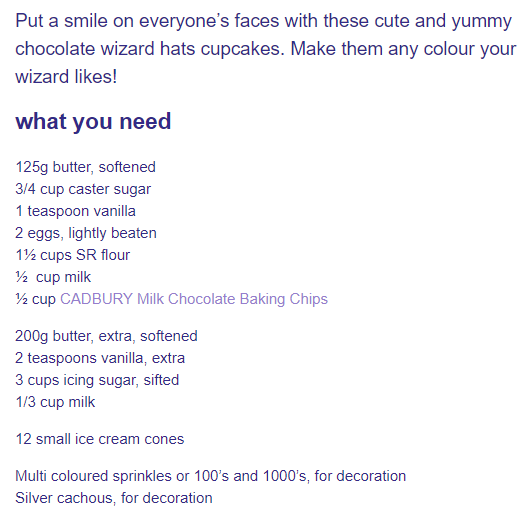 Put a smile on everyone’s faces with these cute and yummy
chocolate wizard hats cupcakes. Make them any colour your
wizard likes!
what you need
125g butter, softened
3/4 cup caster sugar
1 teaspoon vanilla
2 eggs, lightly beaten
1½ cups SR flour
½  cup milk
½ cup CADBURY Milk Chocolate Baking Chips
200g butter, extra, softened
2 teaspoons vanilla, extra
3 cups icing sugar, sifted
1/3 cup milk
12 small ice cream cones
Multi coloured sprinkles or 100’s and 1000’s, for decoration
Silver cachous, for decoration